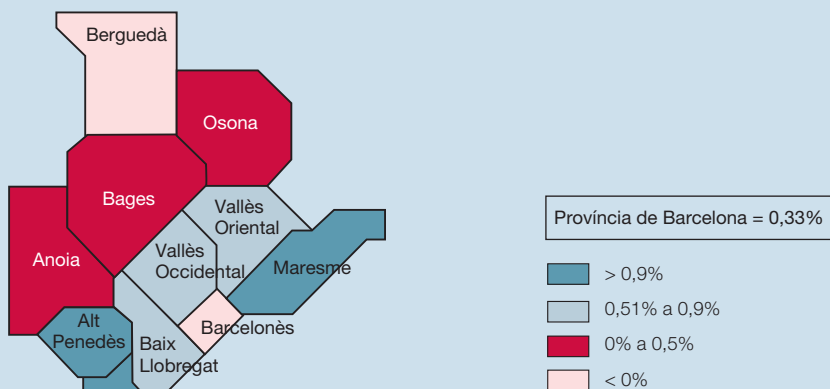 Berguedà
Osona
Bages
Vallès
Oriental
Anoia
Vallès
Occidental
Maresme
Alt
Penedès
Barcelonès
Baix
Llobregat
Província de Barcelona = 0,33%
> 0,9%
0,51% a 0,9%
0% a 0,5%
< 0%